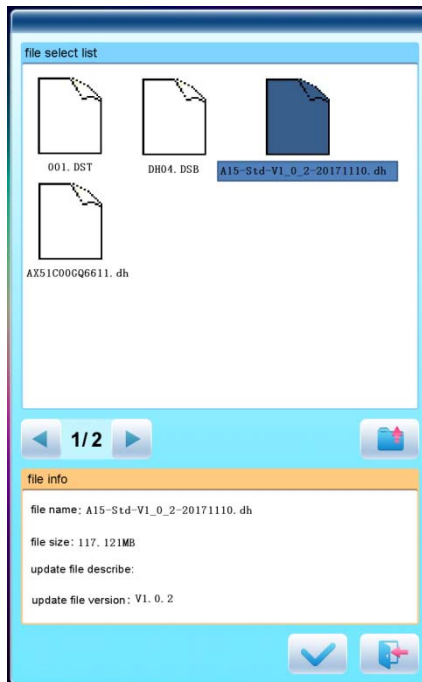 file select list
001.DST
DH04.DSB
A15-Std-V1_0_2-20171110.dh
AX51C00GQ6611.dh
1/2
file info
file name: A15-Std-V1_0_2-20171110.dh
file size: 117.121MB
update file describe:
update file version: V1.0.2